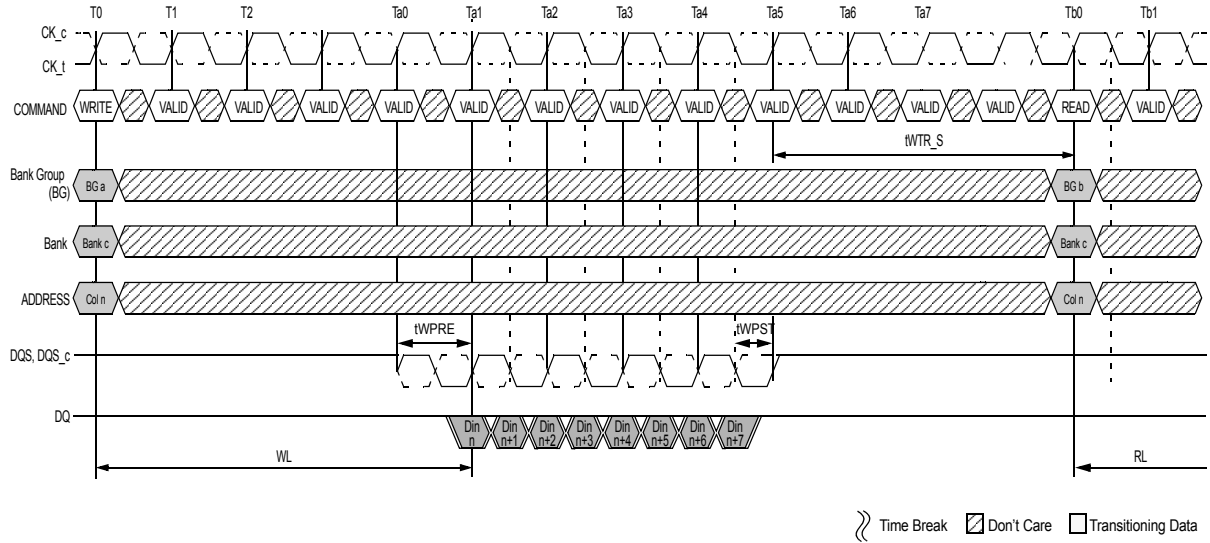 T0 T1 T2 Ta0 Ta1 Ta2 Ta3 Ta4 Ta5 Ta6 Ta7 Tb0 Tb1
CK_c
CK_t
COMMAND WRITE VALID VALID VALID VALID VALID VALID VALID VALID VALID VALID VALID VALID READ VALID
tWTR_S
Bank Group
(BG)
BG a BG b
Bank Bank c Bank c
ADDRESS Col n Col n
tWPRE tWPST
DQS, DQS_c
DQ
Din Din Din Din Din Din Din Din
n n+1 n+2 n+3 n+4 n+5 n+6 n+7
WL RL
Time Break Don't Care Transitioning Data